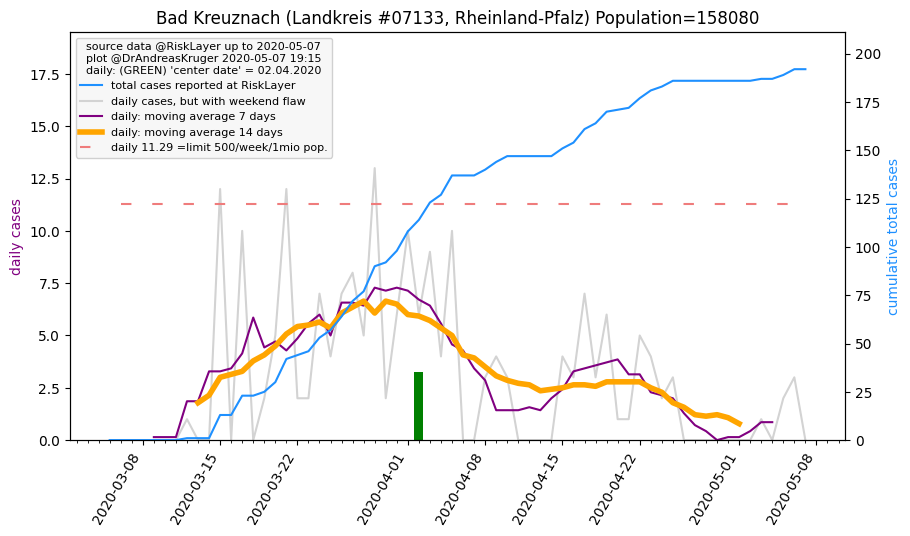 Bad Kreuznach (Landkreis #07133, Rheinland-Pfalz) Population=158080
source data @RiskLayer up to 2020-05-07
plot @DrAndreasKruger 2020-05-07 19:15
daily: (GREEN) 'center date' = 02.04.2020
total cases reported at RiskLayer
daily cases, but with weekend flaw
daily: moving average 7 days
daily: moving average 14 days
daily 11.29 =limit 500/week/1mio pop.
daily cases
17.5
15.0
12.5
10.0
7.5
5.0
2.5
0.0
200
175
150
125
100
75
50
25
0
cumulative total cases
2020-03-08
2020-03-15
2020-03-22
2020-04-01
2020-04-08
2020-04-15
2020-04-22
2020-05-01
2020-05-08